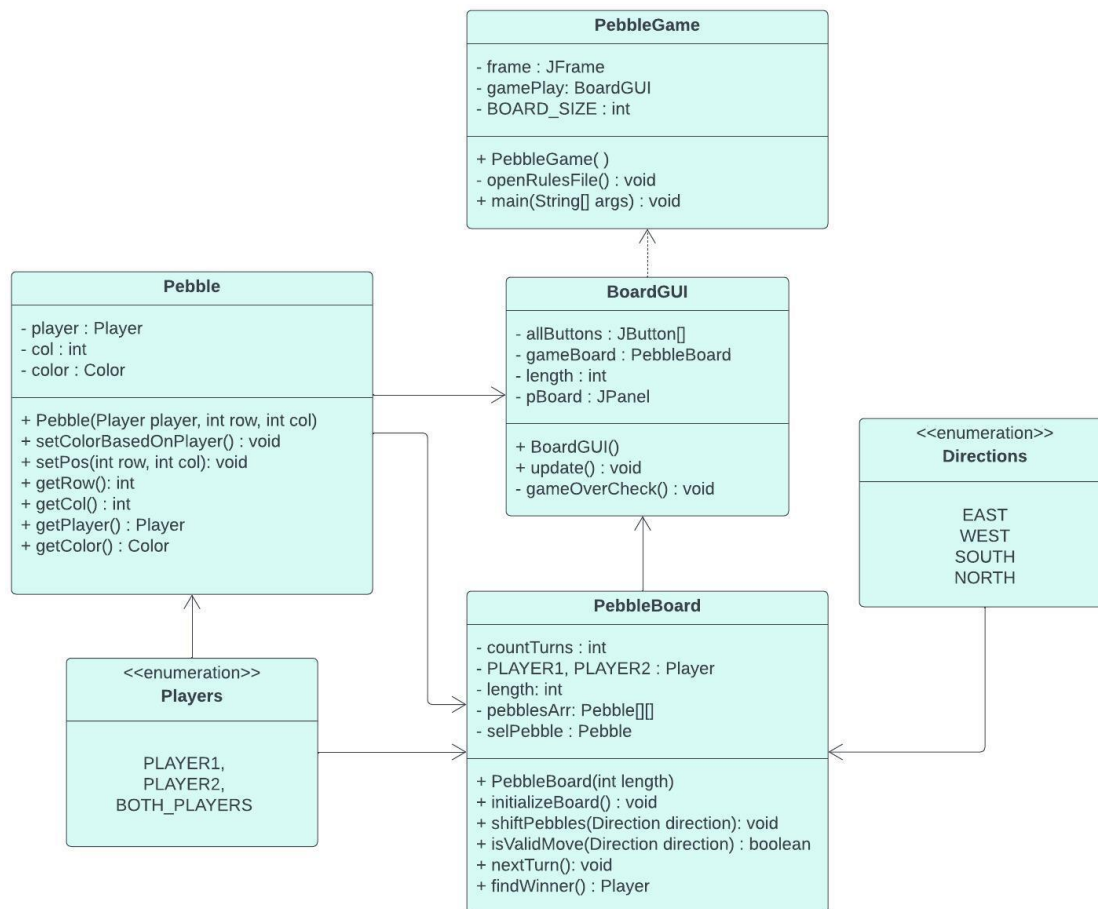 PebbleGame
- frame : JFrame
- gamePlay: BoardGUI
- BOARD_SIZE : int
+ PebbleGame( )
- openRulesFile() : void
+ main(String[] args) : void
Pebble
- player : Player
- col : int
- color : Color
+ Pebble(Player player, int row, int col)
+ setColorBasedOnPlayer() : void
+ setPos(int row, int col): void
+ getRow(): int
+ getCol() : int
+ getPlayer() : Player
+ getColor() : Color
BoardGUI
- allButtons : JButton[]
- gameBoard : PebbleBoard
- length : int
- pBoard : JPanel
+ BoardGUI()
+ update() : void
- gameOverCheck() : void
<<enumeration>>
Directions
EAST
WEST
SOUTH
NORTH
<<enumeration>>
Players
PLAYER1,
PLAYER2,
BOTH_PLAYERS
PebbleBoard
- countTurns : int
- PLAYER1, PLAYER2 : Player
- length: int
- pebblesArr: Pebble[][]
- selPebble : Pebble
+ PebbleBoard(int length)
+ initializeBoard() : void
+ shiftPebbles(Direction direction): void
+ isValidMove(Direction direction) : boolean
+ nextTurn(): void
+ findWinner() : Player